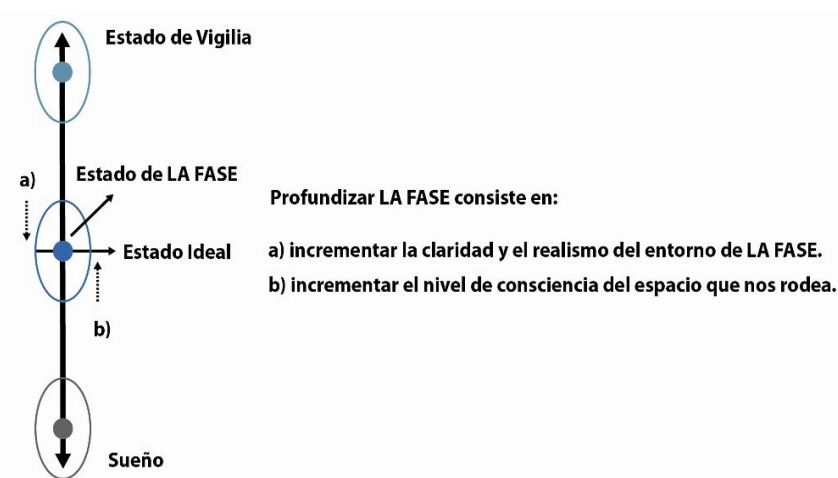 Estado de Vigilia
a)
Estado de LA FASE
Profundizar LA FASE consiste en:
Estado Ideal
a) incrementar la claridad y el realismo del entorno de LA FASE.
b) incrementar el nivel de consciencia del espacio que nos rodea.
b)
Sueño